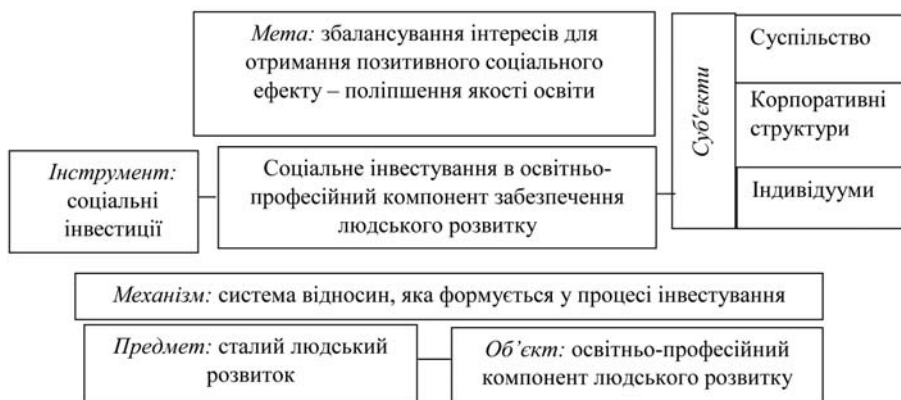 Мета: збалансування інтересів для
отримання позитивного соціального
ефекту – поліпшення якості освіти
Суб'єкти
Суспільство
Корпоративні
структури
Індивідууми
Інструмент:
соціальні
інвестиції
Соціальне інвестування в освітньо-
професійний компонент забезпечення
людського розвитку
Механізм: система відносин, яка формується у процесі інвестування
Предмет: сталий людський
розвиток
Об’єкт: освітньо-професійний
компонент людського розвитку